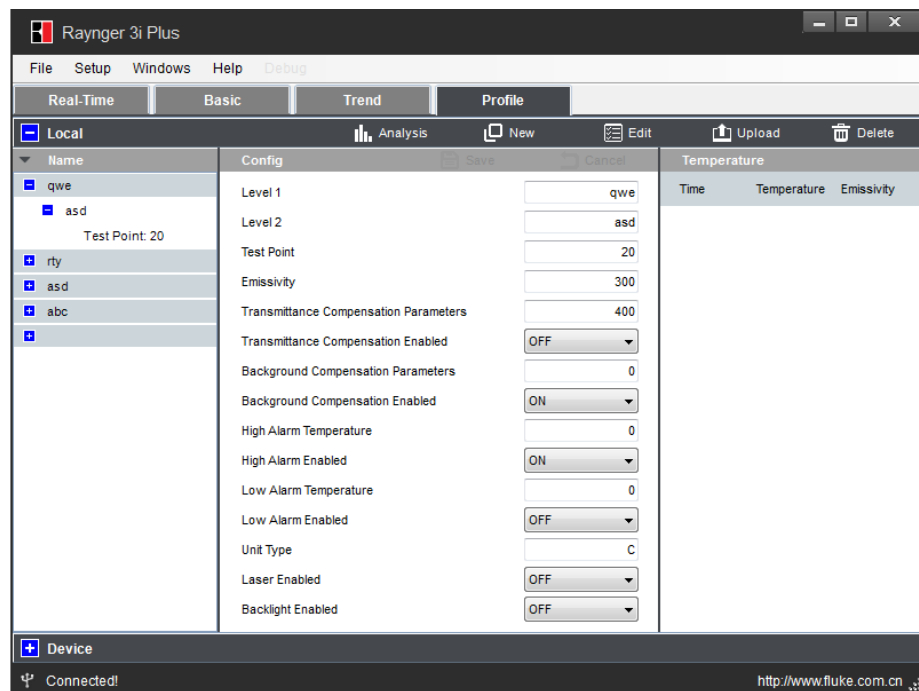 Raynger 3i Plus
File Setup Windows Help Debug
Real-Time Basic Trend Profile
Local Analysis New Edit Upload Delete
Name Config Save Cancel Temperature
qwe
asd
Test Point: 20
rty
asd
abc
Level 1 qwe
Level 2 asd
Test Point 20
Emissivity 300
Transmittance Compensation Parameters 400
Transmittance Compensation Enabled OFF
Background Compensation Parameters 0
Background Compensation Enabled ON
High Alarm Temperature 0
High Alarm Enabled ON
Low Alarm Temperature 0
Low Alarm Enabled OFF
Unit Type C
Laser Enabled OFF
Backlight Enabled OFF
Time Temperature Emissivity
Device
Connected! http://www.fluke.com.cn